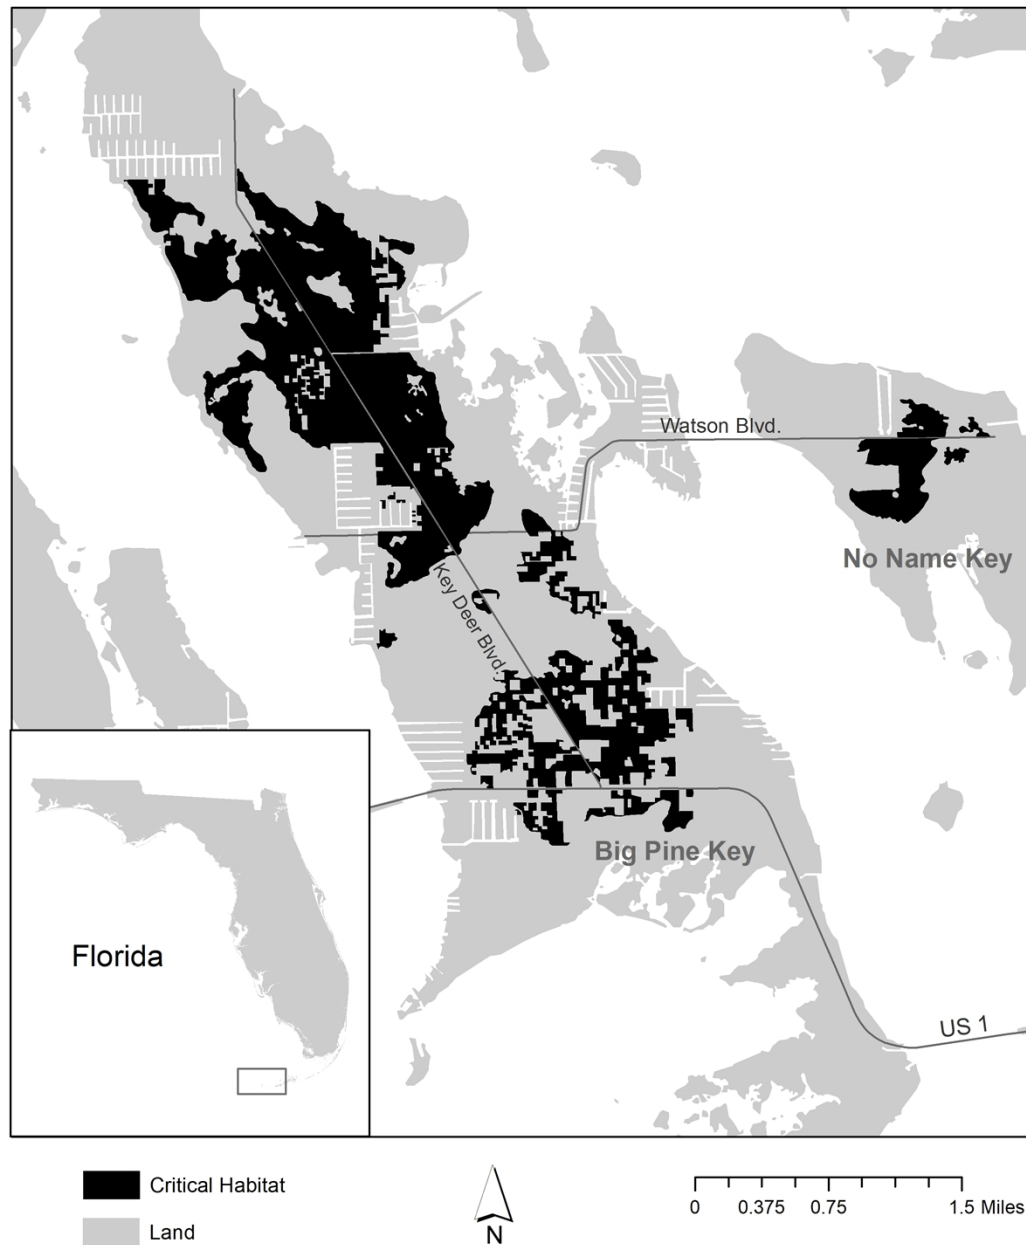 Watson Blvd.
No Name Key
Key Deer Blvd.
Big Pine Key
Florida
US 1
Critical Habitat
Land
N
0 0.375 0.75 1.5 Miles